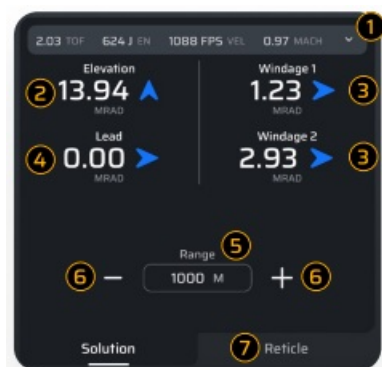 2.03 TOF 624 J EN 1088 FPS VEL 0.97 MACH 1
Elevation Windage 1
2 13.94 1.23 3
MRAD MRAD
Lead Windage 2
4 0.00 2.93 3
MRAD MRAD
Range 5
6 − 1000 M + 6
Solution 7 Reticle